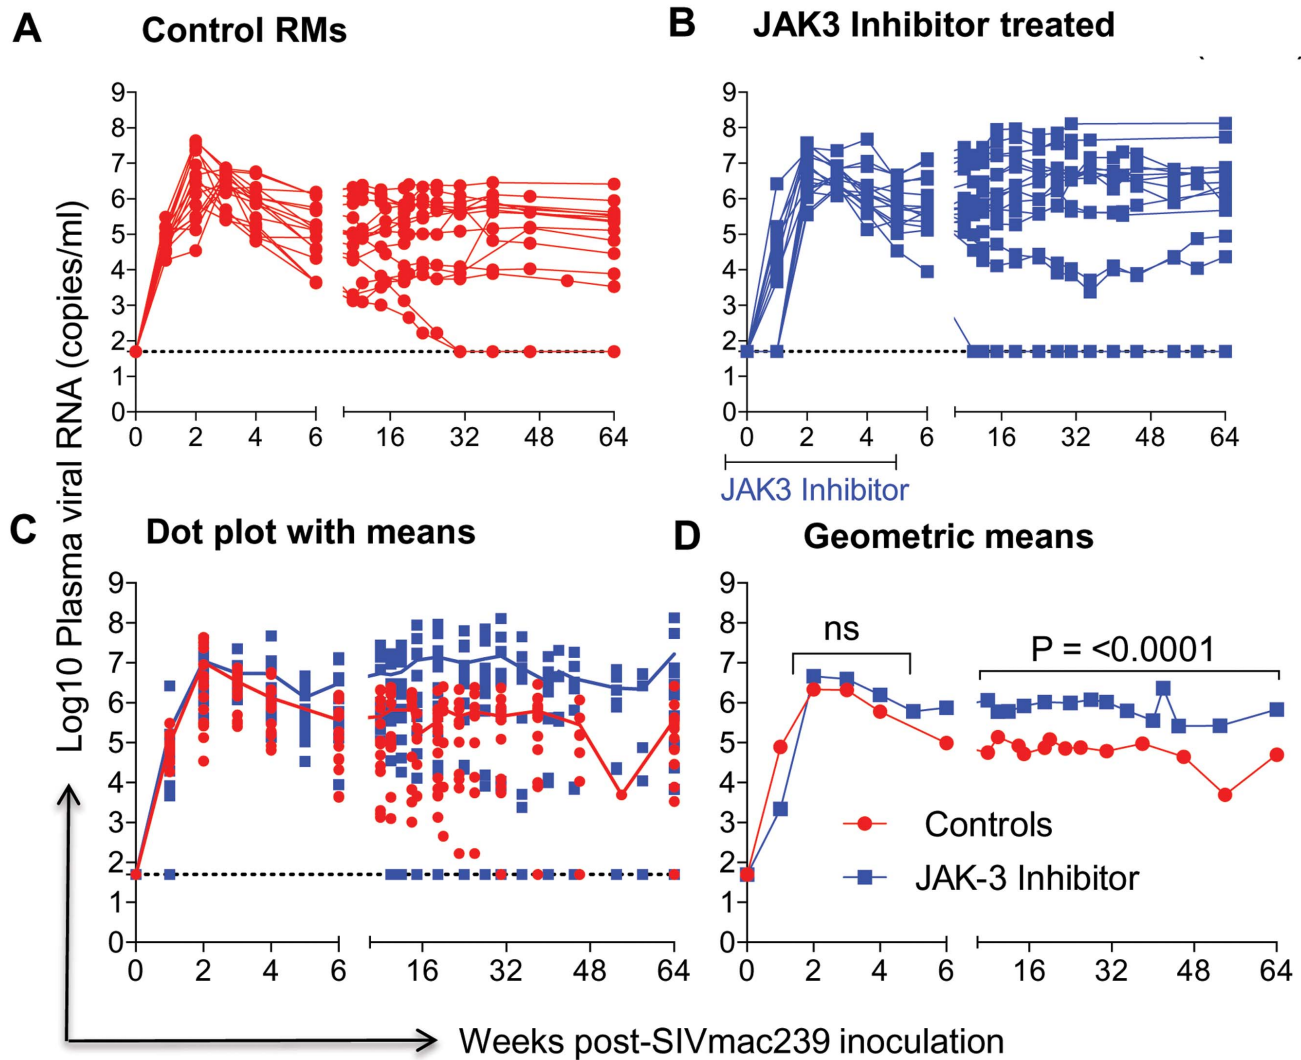 A Control RMs
B JAK3 Inhibitor treated
Log10 Plasma viral RNA (copies/ml)
9
8
7
6
5
4
3
2
1
0
0 2 4 6 16 32 48 64
9
8
7
6
5
4
3
2
1
0
0 2 4 6 16 32 48 64
JAK3 Inhibitor
C Dot plot with means
D Geometric means
9
8
7
6
5
4
3
2
1
0
0 2 4 6 16 32 48 64
9
8
7
6
5
4
3
2
1
0
ns
P = <0.0001
Controls
JAK-3 Inhibitor
0 2 4 6 16 32 48 64
Weeks post-SIVmac239 inoculation